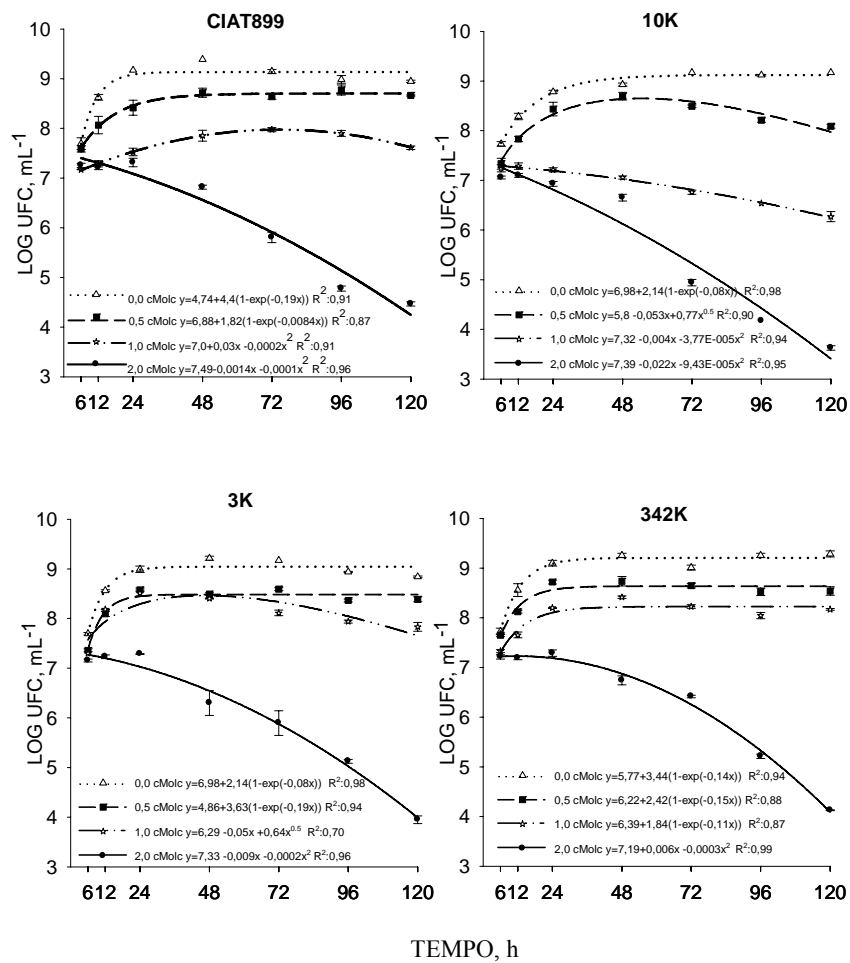 CIAT899
10
9
8
7
6
5
4
3
LOG UFC, mL-1
0,0 cMolc y=4,74+4,4(1-exp(-0,19x)) R2:0,91
0,5 cMolc y=6,88+1,82(1-exp(-0,0084x)) R2:0,87
1,0 cMolc y=7,0+0,03x -0,0002x2 R2:0,91
2,0 cMolc y=7,49-0,0014x -0,0001x2 R2:0,96
6 12 24 48 72 96 120
10K
10
9
8
7
6
5
4
3
LOG UFC, mL-1
0,0 cMolc y=6,98+2,14(1-exp(-0,08x)) R2:0,98
0,5 cMolc y=5,8 -0,053x+0,77x0.5 R2:0,90
1,0 cMolc y=7,32 -0,004x -3,77E-005x2 R2:0,94
2,0 cMolc y=7,39 -0,022x -9,43E-005x2 R2:0,95
6 12 24 48 72 96 120
3K
10
9
8
7
6
5
4
3
LOG UFC, mL-1
0,0 cMolc y=6,98+2,14(1-exp(-0,08x)) R2:0,98
0,5 cMolc y=4,86+3,63(1-exp(-0,19x)) R2:0,94
1,0 cMolc y=6,29 -0,05x +0,64x0.5 R2:0,70
2,0 cMolc y=7,33 -0,009x -0,0002x2 R2:0,96
6 12 24 48 72 96 120
342K
10
9
8
7
6
5
4
3
LOG UFC, mL-1
0,0 cMolc y=5,77+3,44(1-exp(-0,14x)) R2:0,94
0,5 cMolc y=6,22+2,42(1-exp(-0,15x)) R2:0,88
1,0 cMolc y=6,39+1,84(1-exp(-0,11x)) R2:0,87
2,0 cMolc y=7,19+0,006x -0,0003x2 R2:0,99
6 12 24 48 72 96 120
TEMPO, h